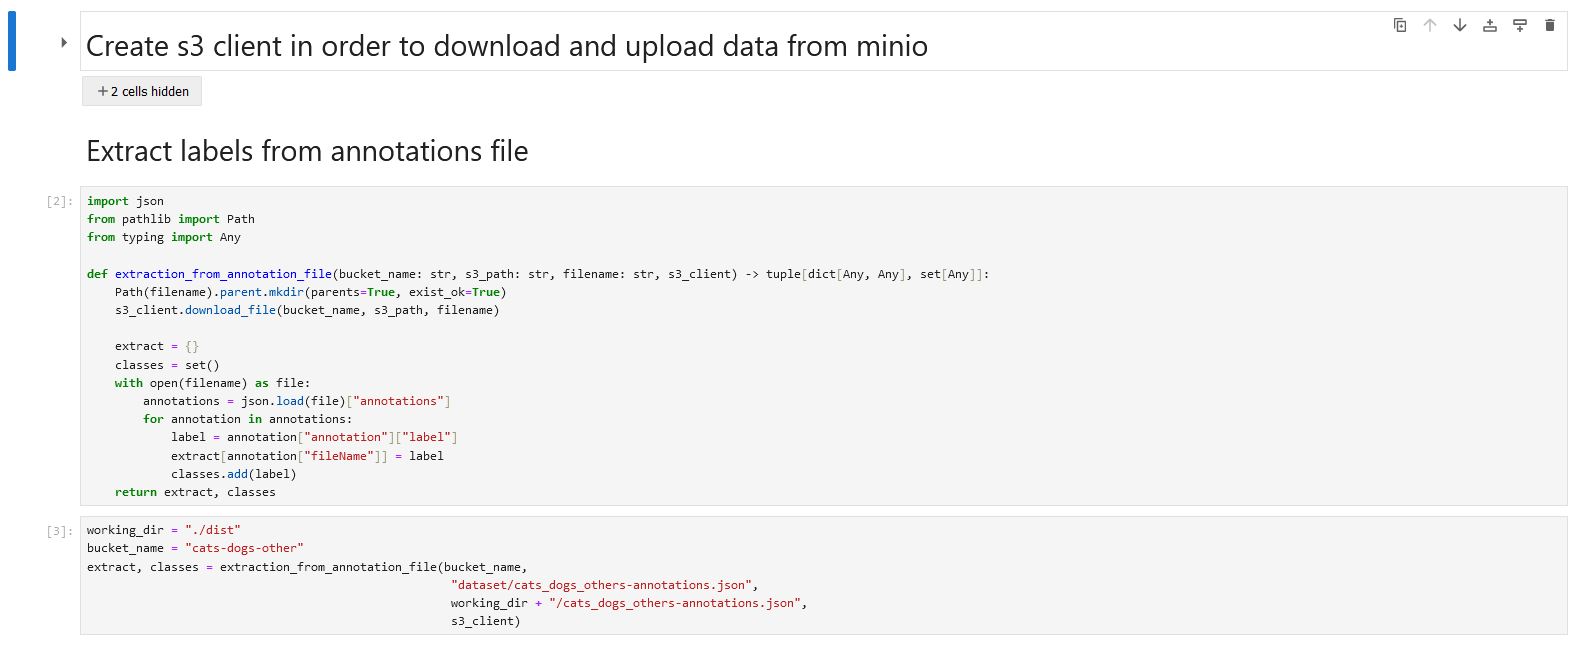 Create s3 client in order to download and upload data from minio
+ 2 cells hidden
Extract labels from annotations file
[2]:
import json
from pathlib import Path
from typing import Any
def extraction_from_annotation_file(bucket_name: str, s3_path: str, filename: str, s3_client) -> tuple[dict[Any, Any], set[Any]]:
    Path(filename).parent.mkdir(parents=True, exist_ok=True)
    s3_client.download_file(bucket_name, s3_path, filename)
    extract = {}
    classes = set()
    with open(filename) as file:
        annotations = json.load(file)["annotations"]
        for annotation in annotations:
            label = annotation["annotation"]["label"]
            extract[annotation["fileName"]] = label
            classes.add(label)
    return extract, classes
[3]:
working_dir = "./dist"
bucket_name = "cats-dogs-other"
extract, classes = extraction_from_annotation_file(bucket_name,
                                                    "dataset/cats_dogs_others-annotations.json",
                                                    working_dir + "/cats_dogs_others-annotations.json",
                                                    s3_client)